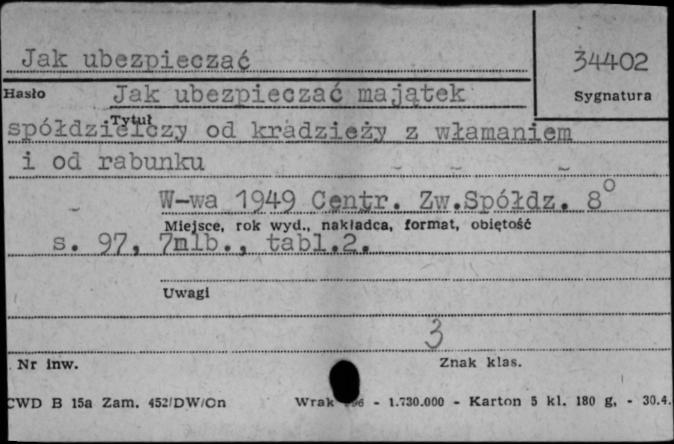 Jak ubezpieczać
34402
Hasło
Sygnatura
Jak ubezpieczać majątek
Tytuł
spółdzielczy od kradzieży z włamaniem
i od rabunku
W-wa 1949 Centr. Zw.Spółdz. 8°
Miejsce, rok wyd., nakładca, format, objętość
s. 97, 7nlb., tabl.2.
Uwagi
3
Nr inw.
Znak klas.
CWD B 15a Zam. 452/DW/Cn Wrak - 1.730.000 - Karton 5 kl. 180 g. - 30.4.